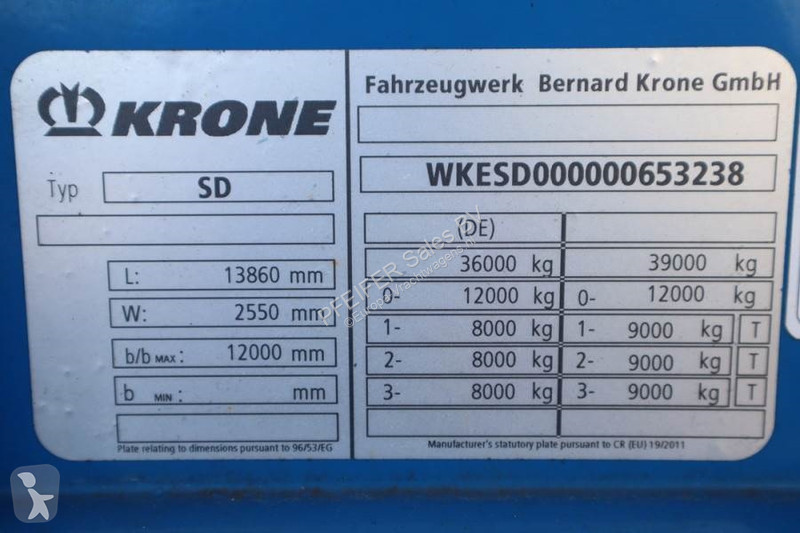 KRONE
Typ SD
L: 13860 mm
W: 2550 mm
b/b MAX: 12000 mm
b MIN: mm
Plate relating to dimensions pursuant to 96/53/EG
Fahrzeugwerk Bernard Krone GmbH
WKESD000000653238
(DE)
36000 kg 39000 kg
0- 12000 kg 0- 12000 kg
1- 8000 kg 1- 9000 kg T
2- 8000 kg 2- 9000 kg T
3- 8000 kg 3- 9000 kg T
Manufacturer's statutory plate pursuant to CR (EU) 19/2011
PFEIFER Sales BV